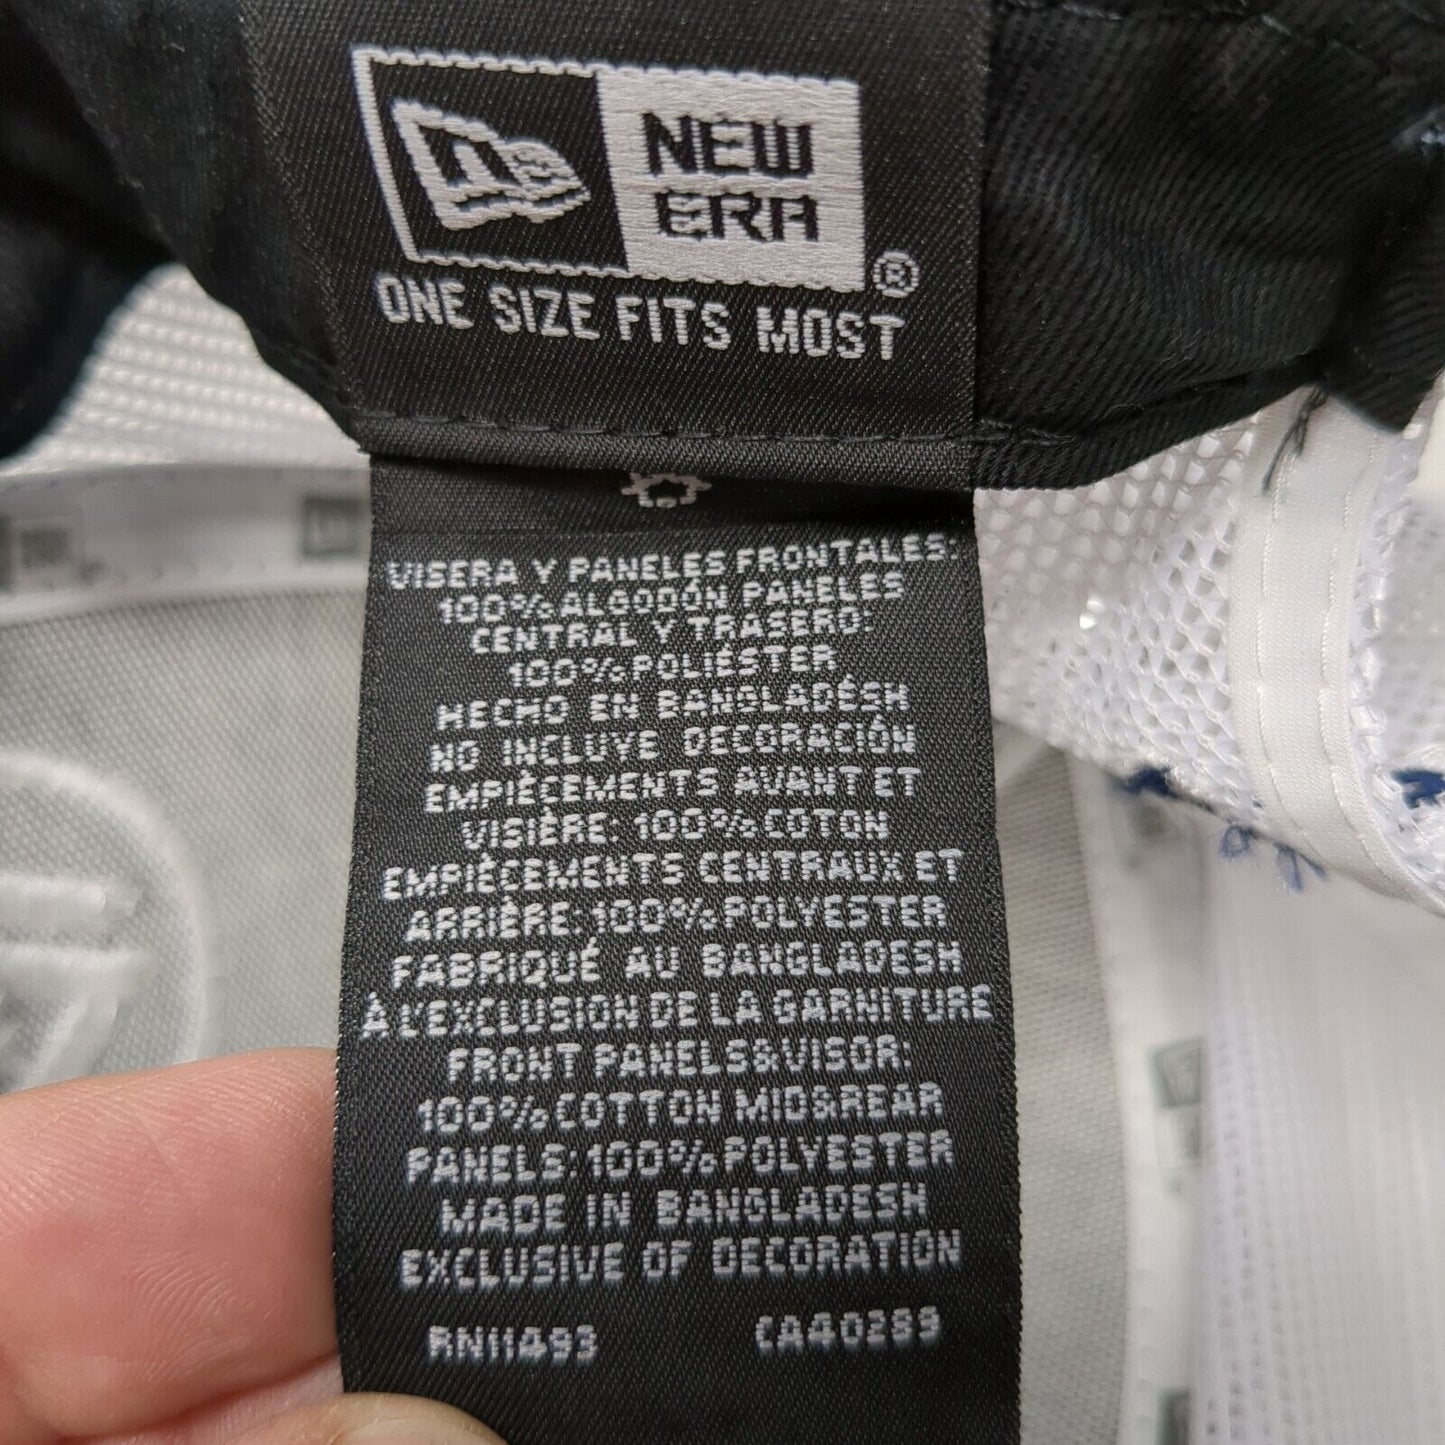 NEW
ERA
®
ONE SIZE FITS MOST
VISERA Y PANELES FRONTALES:
100% ALGODÓN PANELES
CENTRAL Y TRASERO:
100% POLIÉSTER
HECHO EN BANGLADÉSH
NO INCLUYE DECORACIÓN
EMPIÈCEMENTS AVANT ET
VISIÈRE: 100% COTON
EMPIÈCEMENTS CENTRAUX ET
ARRIÈRE: 100% POLYESTER
FABRIQUÉ AU BANGLADESH
À L'EXCLUSION DE LA GARNITURE
FRONT PANELS&VISOR:
100% COTTON MID&REAR
PANELS: 100% POLYESTER
MADE IN BANGLADESH
EXCLUSIVE OF DECORATION
RN11493 CA40289